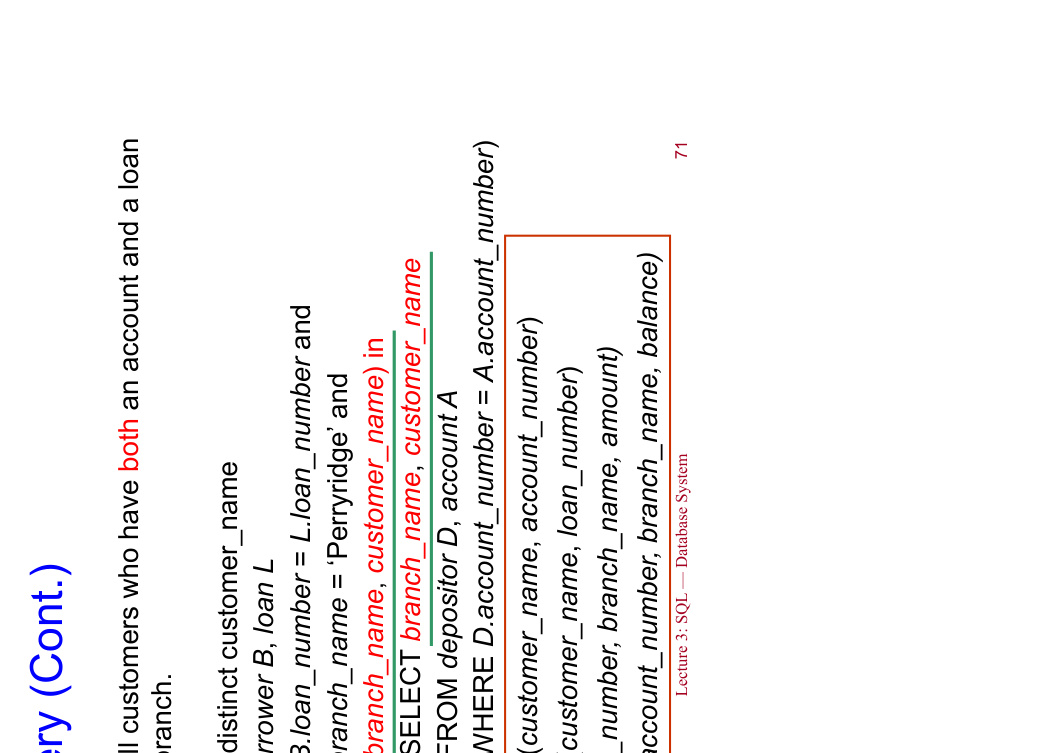 ery (Cont.)
ll customers who have both an account and a loan
branch.
distinct customer_name
rrower B, loan L
B.loan_number = L.loan_number and
branch_name = ‘Perryridge’ and
branch_name, customer_name) in
SELECT branch_name, customer_name
FROM depositor D, account A
WHERE D.account_number = A.account_number)
(customer_name, account_number)
(customer_name, loan_number)
_number, branch_name, amount)
account_number, branch_name, balance)
Lecture 3: SQL — Database System 71